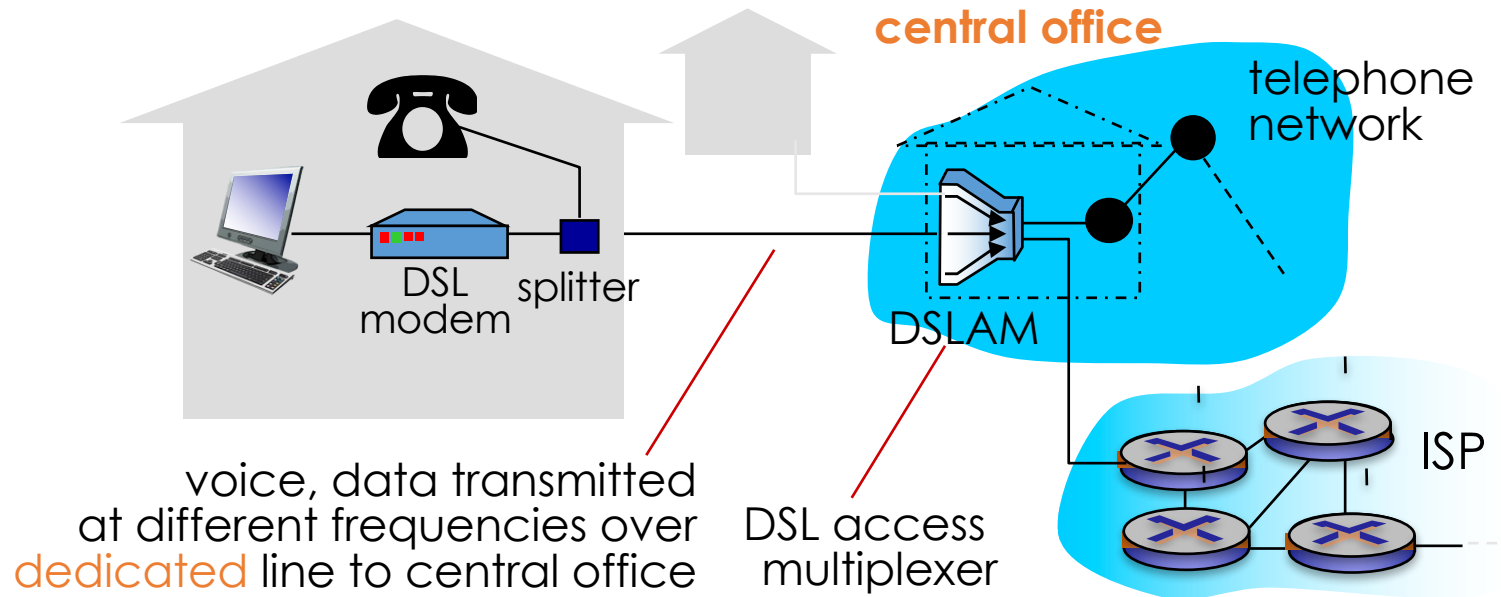 central office
telephone
network
DSL
modem
splitter
DSLAM
ISP
voice, data transmitted
at different frequencies over
dedicated line to central office
DSL access
multiplexer